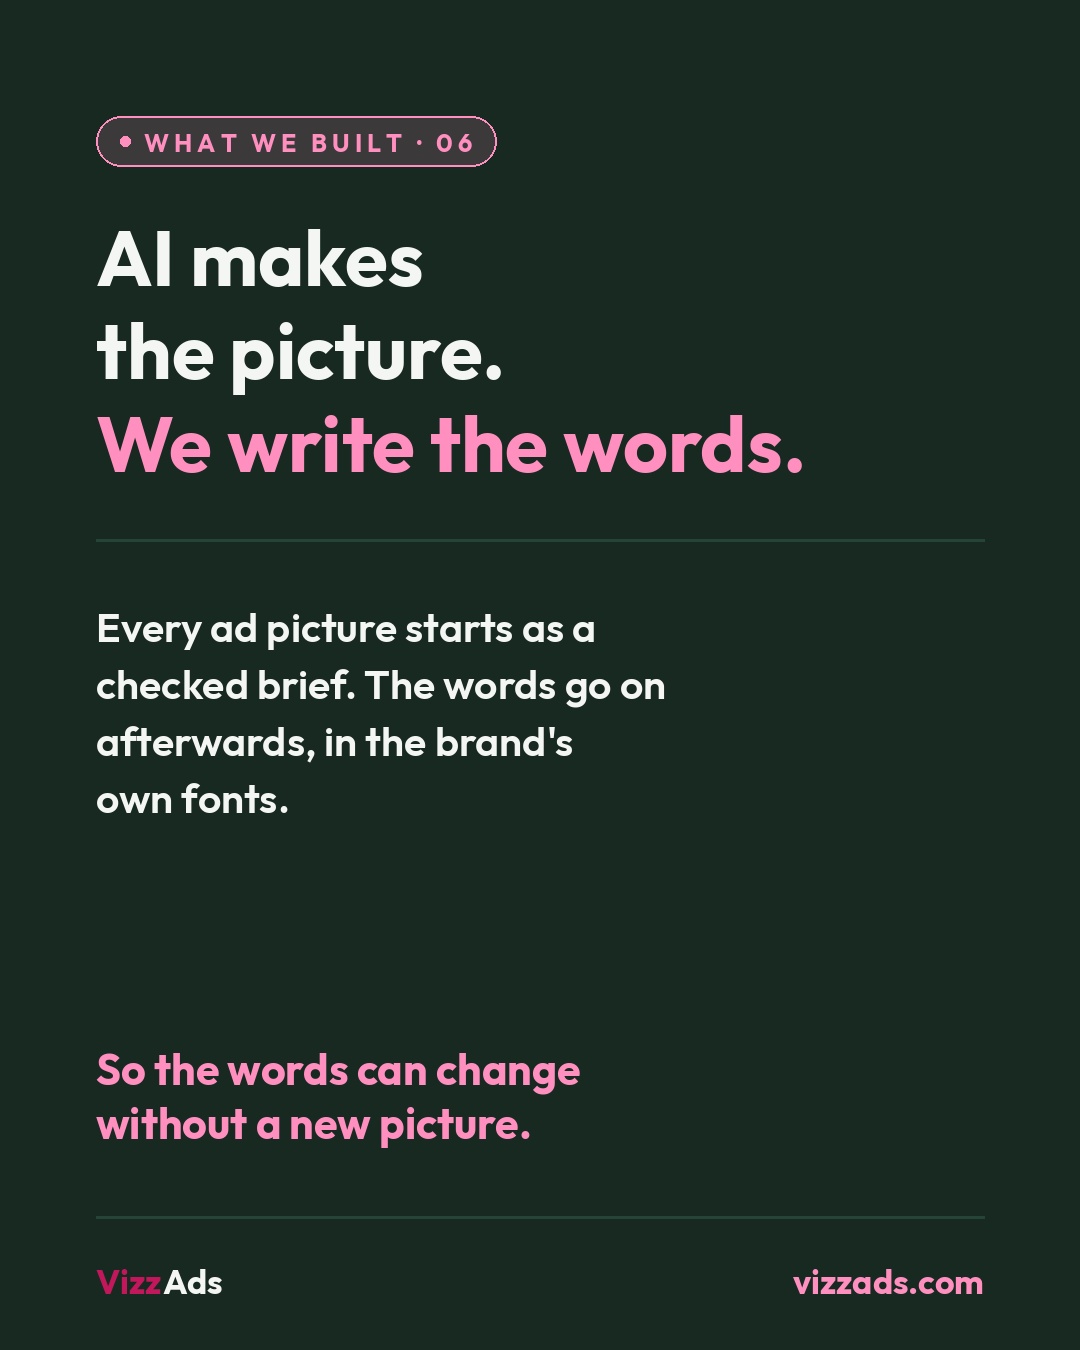 WHAT WE BUILT · 06
AI makes
the picture.
We write the words.
Every ad picture starts as a
checked brief. The words go on
afterwards, in the brand's
own fonts.
So the words can change
without a new picture.
VizzAds
vizzads.com